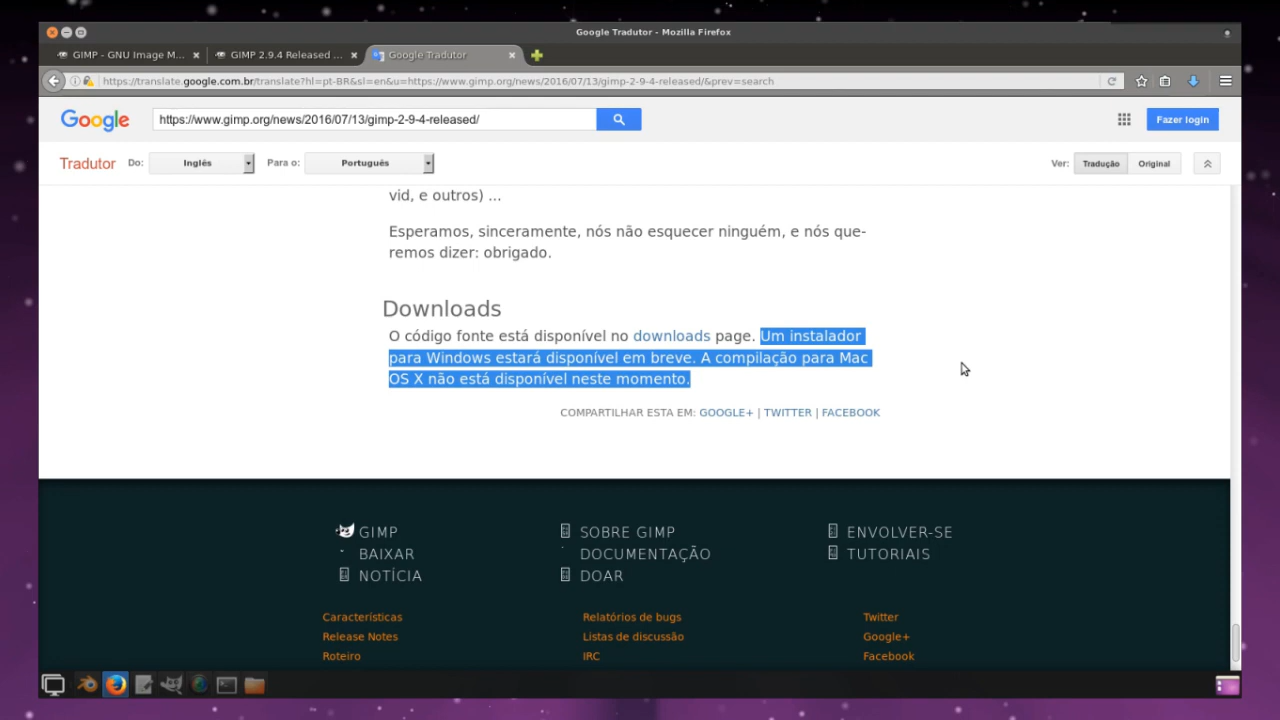 Google Tradutor - Mozilla Firefox
GIMP - GNU Image M... GIMP 2.9.4 Released ... Google Tradutor
https://translate.google.com.br/translate?hl=pt-BR&sl=en&u=https://www.gimp.org/news/2016/07/13/gimp-2-9-4-released/&prev=search
Google https://www.gimp.org/news/2016/07/13/gimp-2-9-4-released/ Fazer login
Tradutor Do: Inglês Para o: Português Ver: Tradução Original
vid, e outros) ...
Esperamos, sinceramente, nós não esquecer ninguém, e nós que-
remos dizer: obrigado.
Downloads
O código fonte está disponível no downloads page. Um instalador
para Windows estará disponível em breve. A compilação para Mac
OS X não está disponível neste momento.
COMPARTILHAR ESTA EM: GOOGLE+ | TWITTER | FACEBOOK
GIMP SOBRE GIMP ENVOLVER-SE
BAIXAR DOCUMENTAÇÃO TUTORIAIS
NOTÍCIA DOAR
Características Relatórios de bugs Twitter
Release Notes Listas de discussão Google+
Roteiro IRC Facebook